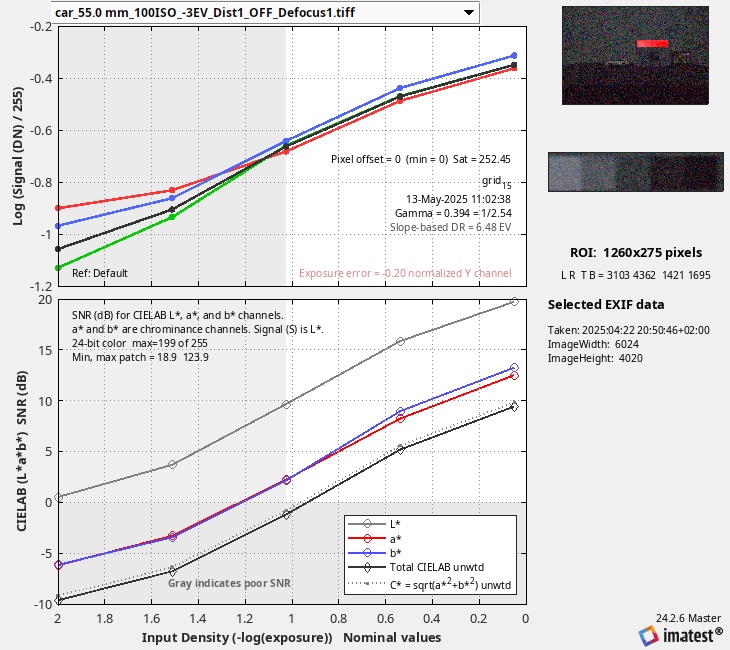 car_55.0 mm_100ISO_-3EV_Dist1_OFF_Defocus1.tiff
-0.2
-0.4
-0.6
-0.8
-1
-1.2
Log (Signal (DN) / 255)
Pixel offset = 0 (min = 0) Sat = 252.45
grid_15
13-May-2025 11:02:38
Gamma = 0.394 = 1/2.54
Slope-based DR = 6.48 EV
Ref: Default
Exposure error = -0.20 normalized Y channel
ROI: 1260x275 pixels
L R T B = 3103 4362 1421 1695
Selected EXIF data
Taken: 2025:04:22 20:50:46+02:00
ImageWidth: 6024
ImageHeight: 4020
20
15
10
5
0
-5
-10
CIELAB (L*a*b*) SNR (dB)
SNR (dB) for CIELAB L*, a*, and b* channels.
a* and b* are chrominance channels. Signal (S) is L*.
24-bit color max=199 of 255
Min, max patch = 18.9 123.9
L*
a*
b*
Total CIELAB unwtd
C* = sqrt(a*2+b*2) unwtd
Gray indicates poor SNR
2 1.8 1.6 1.4 1.2 1 0.8 0.6 0.4 0.2 0
Input Density (-log(exposure)) Nominal values
24.2.6 Master
imatest®